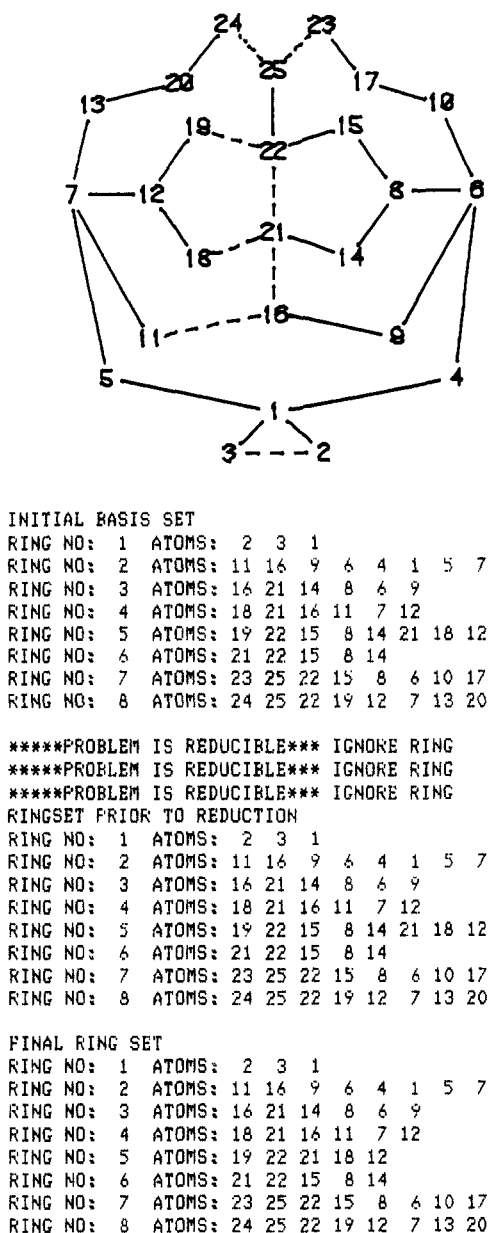 24 23
25
20 17
13 10
19 15
22
7 12 8 6
21
18 14
16
11 9
5 4
1
3 2
INITIAL BASIS SET
RING NO: 1 ATOMS: 2 3 1
RING NO: 2 ATOMS: 11 16 9 6 4 1 5 7
RING NO: 3 ATOMS: 16 21 14 8 6 9
RING NO: 4 ATOMS: 18 21 16 11 7 12
RING NO: 5 ATOMS: 19 22 15 8 14 21 18 12
RING NO: 6 ATOMS: 21 22 15 8 14
RING NO: 7 ATOMS: 23 25 22 15 8 6 10 17
RING NO: 8 ATOMS: 24 25 22 19 12 7 13 20
*****PROBLEM IS REDUCIBLE*** IGNORE RING
*****PROBLEM IS REDUCIBLE*** IGNORE RING
*****PROBLEM IS REDUCIBLE*** IGNORE RING
RINGSET PRIOR TO REDUCTION
RING NO: 1 ATOMS: 2 3 1
RING NO: 2 ATOMS: 11 16 9 6 4 1 5 7
RING NO: 3 ATOMS: 16 21 14 8 6 9
RING NO: 4 ATOMS: 18 21 16 11 7 12
RING NO: 5 ATOMS: 19 22 15 8 14 21 18 12
RING NO: 6 ATOMS: 21 22 15 8 14
RING NO: 7 ATOMS: 23 25 22 15 8 6 10 17
RING NO: 8 ATOMS: 24 25 22 19 12 7 13 20
FINAL RING SET
RING NO: 1 ATOMS: 2 3 1
RING NO: 2 ATOMS: 11 16 9 6 4 1 5 7
RING NO: 3 ATOMS: 16 21 14 8 6 9
RING NO: 4 ATOMS: 18 21 16 11 7 12
RING NO: 5 ATOMS: 19 22 21 18 12
RING NO: 6 ATOMS: 21 22 15 8 14
RING NO: 7 ATOMS: 23 25 22 15 8 6 10 17
RING NO: 8 ATOMS: 24 25 22 19 12 7 13 20